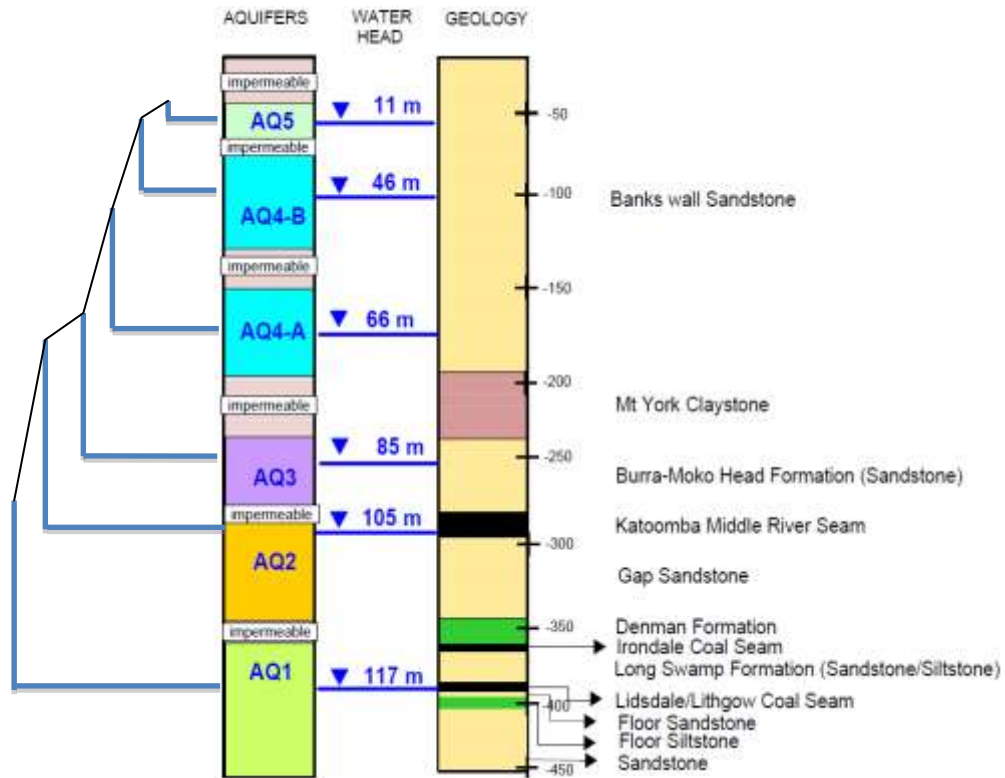 AQUIFERS
WATER
HEAD
GEOLOGY
impermeable
AQ5
11 m
-50
impermeable
46 m
-100
Banks wall Sandstone
AQ4-B
impermeable
-150
AQ4-A
66 m
-200
impermeable
Mt York Claystone
85 m
-250
AQ3
Burra-Moko Head Formation (Sandstone)
impermeable
105 m
Katoomba Middle River Seam
-300
AQ2
Gap Sandstone
impermeable
-350
Denman Formation
Irondale Coal Seam
AQ1
117 m
Long Swamp Formation (Sandstone/Siltstone)
Lidsdale/Lithgow Coal Seam
-400
Floor Sandstone
Floor Siltstone
Sandstone
-450